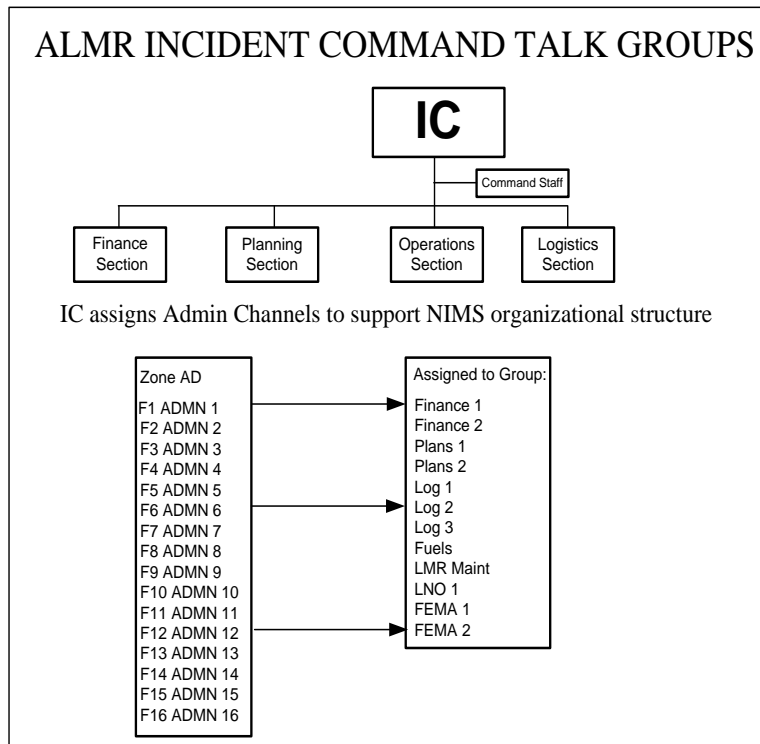 ALMR INCIDENT COMMAND TALK GROUPS
IC
Command Staff
Finance
Section
Planning
Section
Operations
Section
Logistics
Section
IC assigns Admin Channels to support NIMS organizational structure
Zone AD
F1 ADMN 1
F2 ADMN 2
F3 ADMN 3
F4 ADMN 4
F5 ADMN 5
F6 ADMN 6
F7 ADMN 7
F8 ADMN 8
F9 ADMN 9
F10 ADMN 10
F11 ADMN 11
F12 ADMN 12
F13 ADMN 13
F14 ADMN 14
F15 ADMN 15
F16 ADMN 16
Assigned to Group:
Finance 1
Finance 2
Plans 1
Plans 2
Log 1
Log 2
Log 3
Fuels
LMR Maint
LNO 1
FEMA 1
FEMA 2